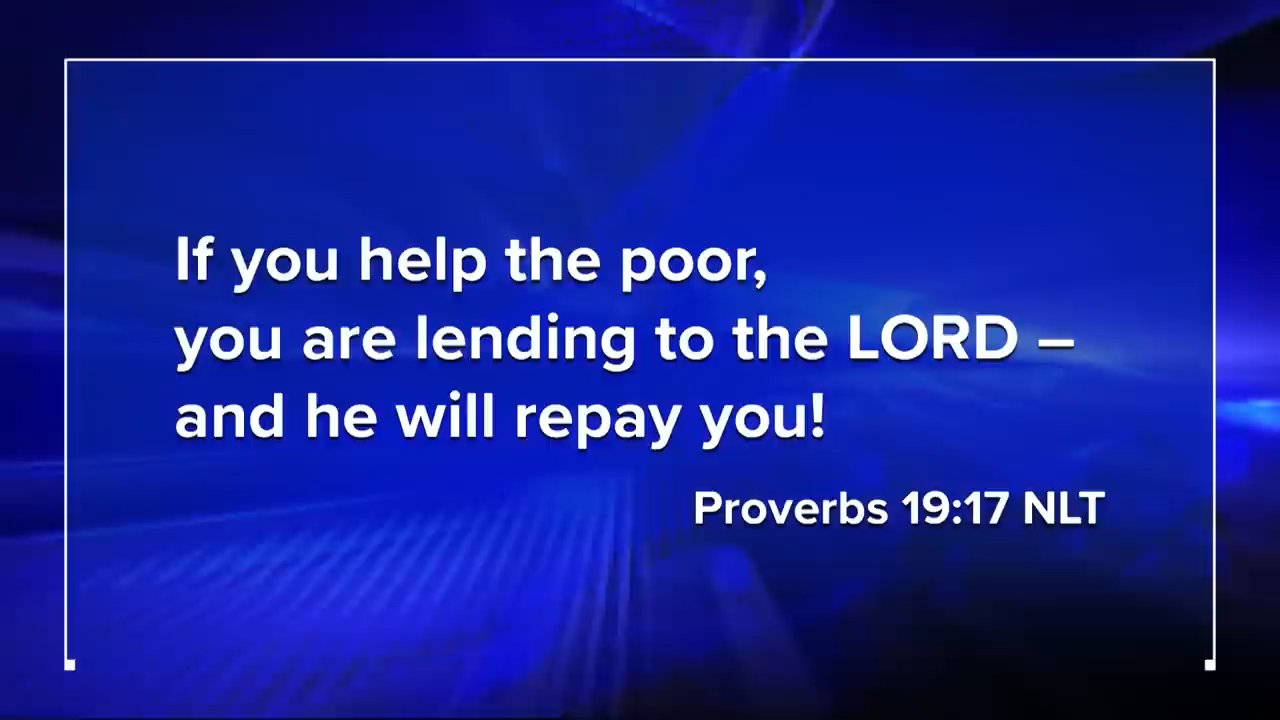 If you help the poor,
you are lending to the LORD –
and he will repay you!
Proverbs 19:17 NLT